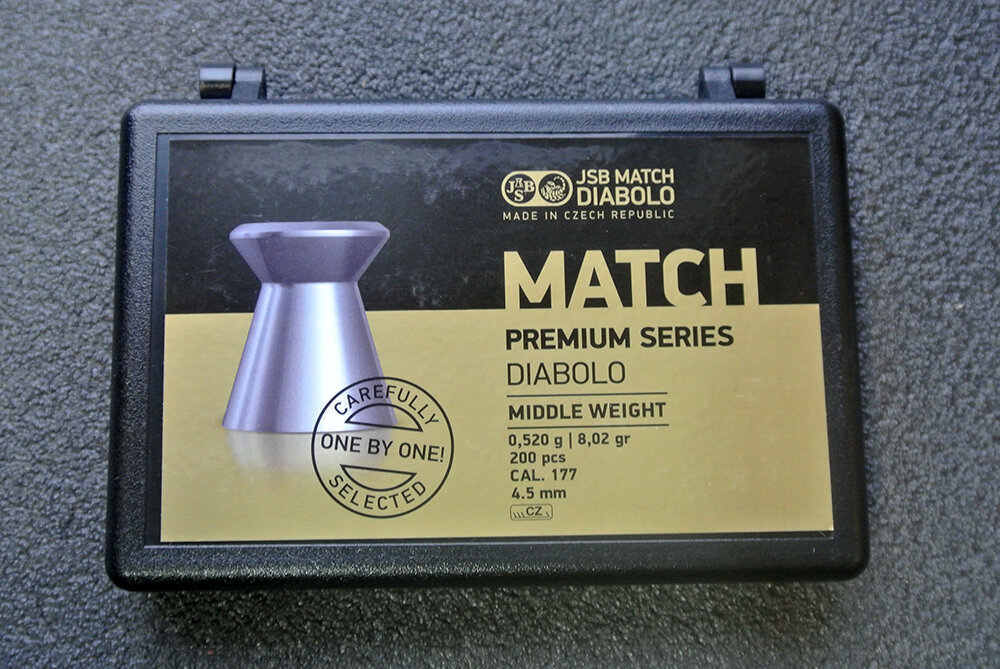 JSB
JSB MATCH
DIABOLO
MADE IN CZECH REPUBLIC
MATCH
PREMIUM SERIES
DIABOLO
MIDDLE WEIGHT
0,520 g | 8,02 gr
200 pcs
CAL. 177
4.5 mm
CZ
CAREFULLY
ONE BY ONE!
SELECTED